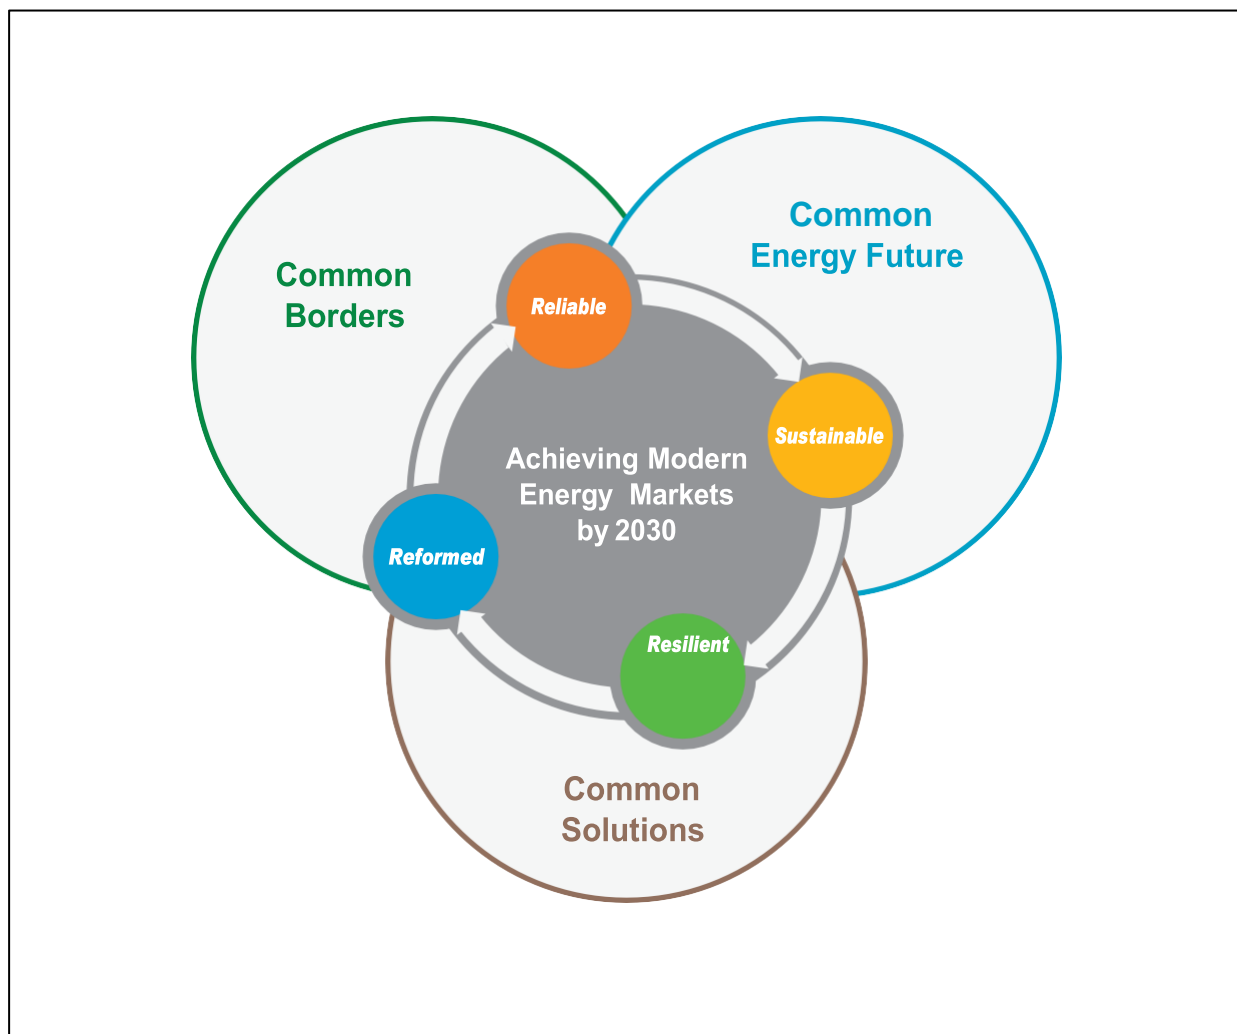 Common
Energy Future
Common
Borders
Reliable
Sustainable
Achieving Modern
Energy Markets
by 2030
Reformed
Resilient
Common
Solutions